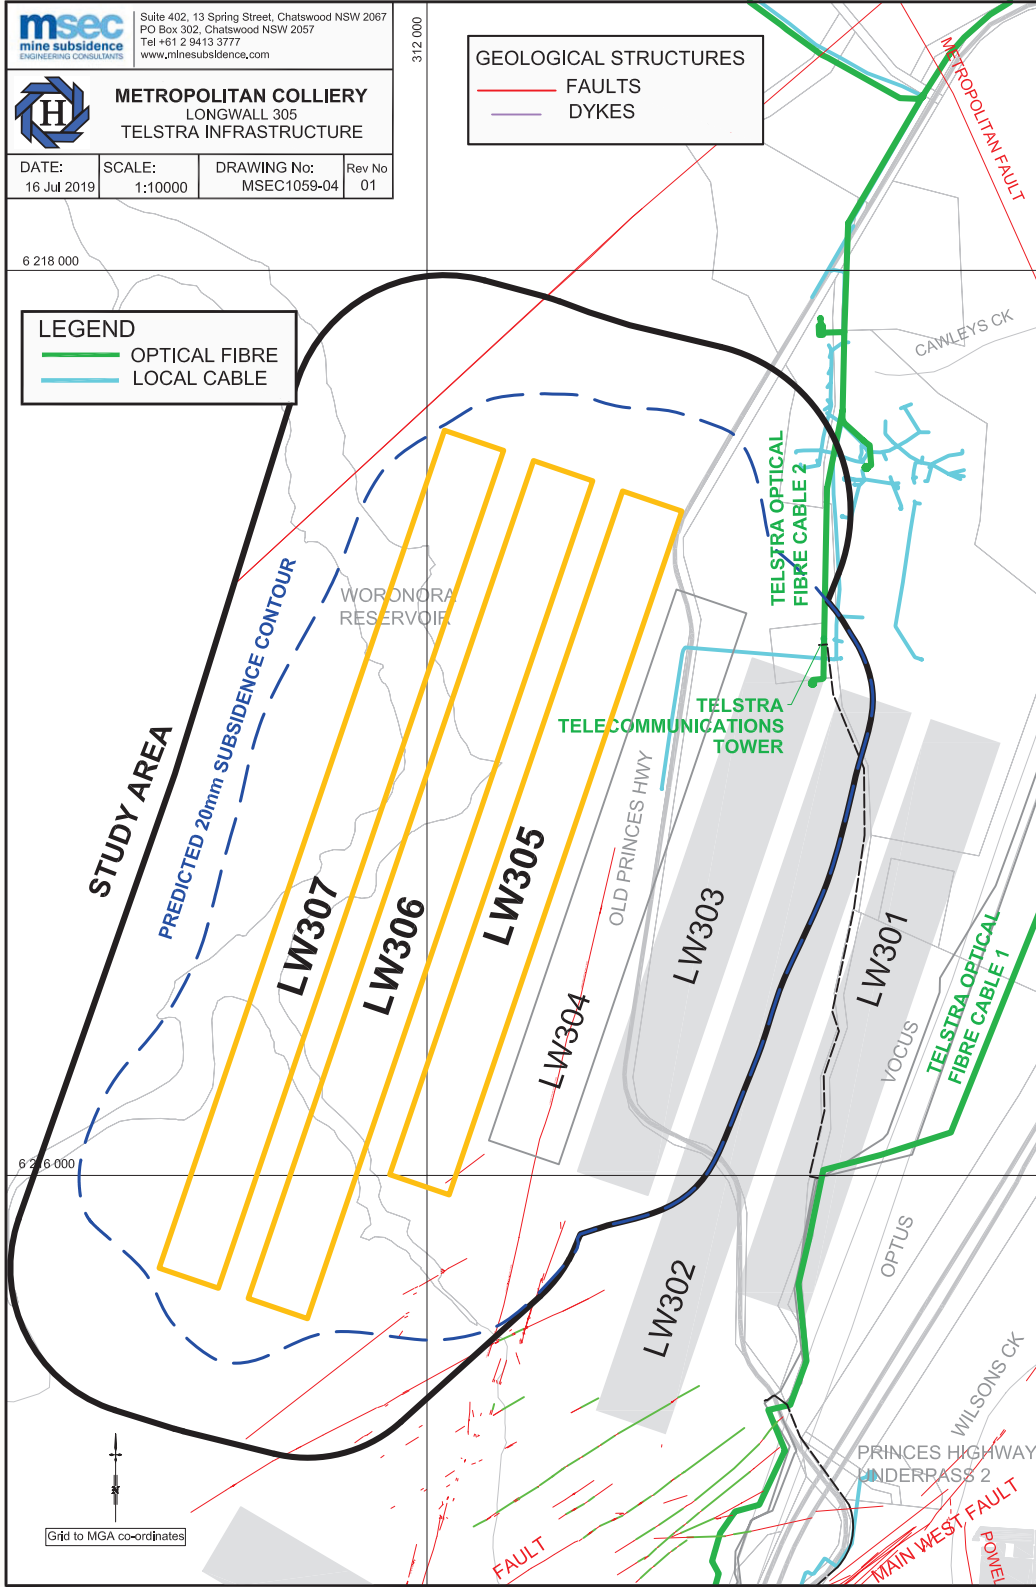 msec
mine subsidence
ENGINEERING CONSULTANTS
Suite 402, 13 Spring Street, Chatswood NSW 2067
PO Box 302, Chatswood NSW 2057
Tel +61 2 9413 3777
www.minesubsidence.com
H
METROPOLITAN COLLIERY
LONGWALL 305
TELSTRA INFRASTRUCTURE
DATE:
16 Jul 2019
SCALE:
1:10000
DRAWING No:
MSEC1059-04
Rev No
01
312 000
GEOLOGICAL STRUCTURES
FAULTS
DYKES
METROPOLITAN FAULT
6 218 000
LEGEND
OPTICAL FIBRE
LOCAL CABLE
CAWLEYS CK
TELSTRA OPTICAL
FIBRE CABLE 2
WORONORA
RESERVOIR
PREDICTED 20mm SUBSIDENCE CONTOUR
STUDY AREA
TELSTRA
TELECOMMUNICATIONS
TOWER
OLD PRINCES HWY
LW307
LW306
LW305
LW304
LW303
LW301
LW302
VOCUS
TELSTRA OPTICAL
FIBRE CABLE 1
6 216 000
OPTUS
WILSONS CK
PRINCES HIGHWAY
UNDERPASS 2
MAIN WEST FAULT
POWEL
FAULT
N
Grid to MGA co-ordinates